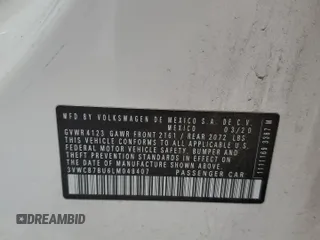 MFD. BY VOLKSWAGEN DE MEXICO S.A. DE C.V.
MEXICO 03/20
GVWR 4123 GAWR FRONT 2161 / REAR 2072 LBS
THIS VEHICLE CONFORMS TO ALL APPLICABLE U.S.
FEDERAL MOTOR VEHICLE SAFETY, BUMPER AND
THEFT PREVENTION STANDARDS IN EFFECT ON THE
DATE OF MANUFACTURE SHOWN ABOVE.
3VWCB7BU6LM048407 PASSENGER CAR
DREAMBID